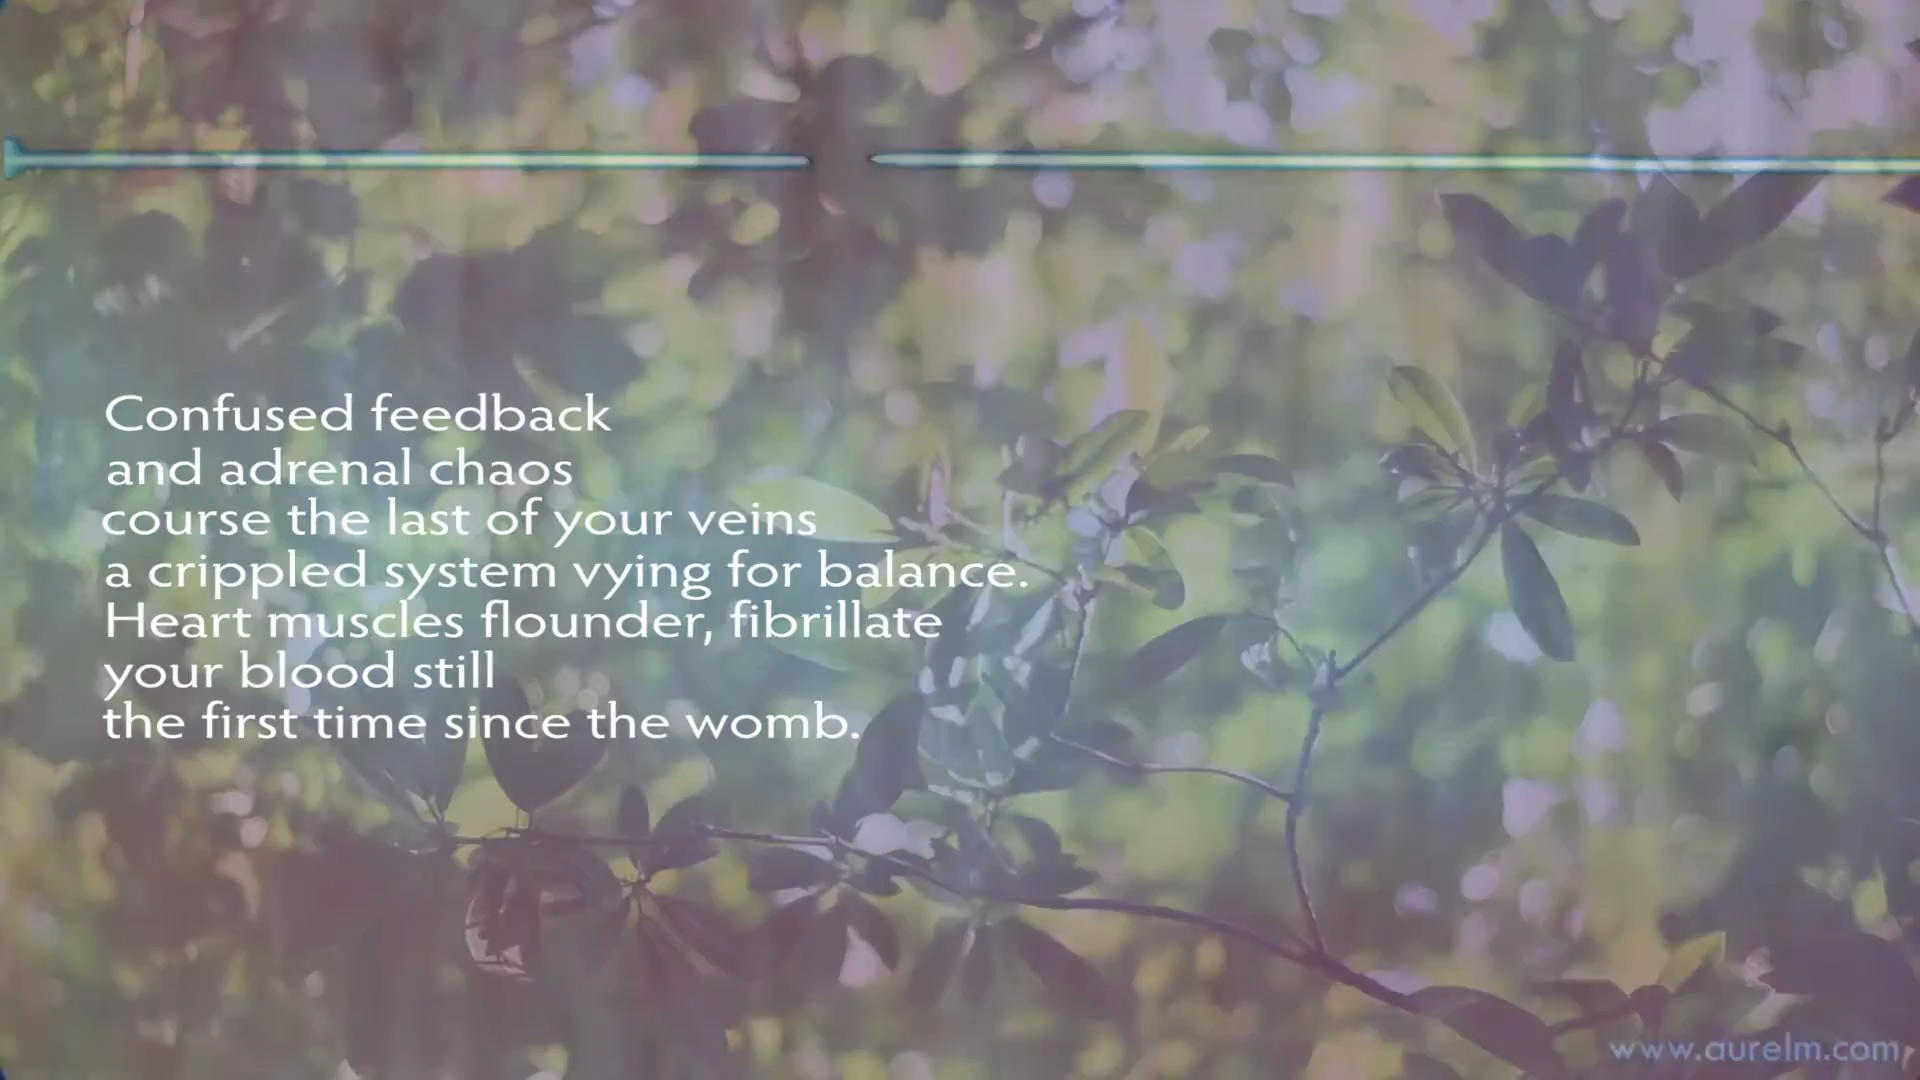 Confused feedback
and adrenal chaos
course the last of your veins
a crippled system vying for balance.
Heart muscles flounder, fibrillate
your blood still
the first time since the womb.
www.aurelm.com